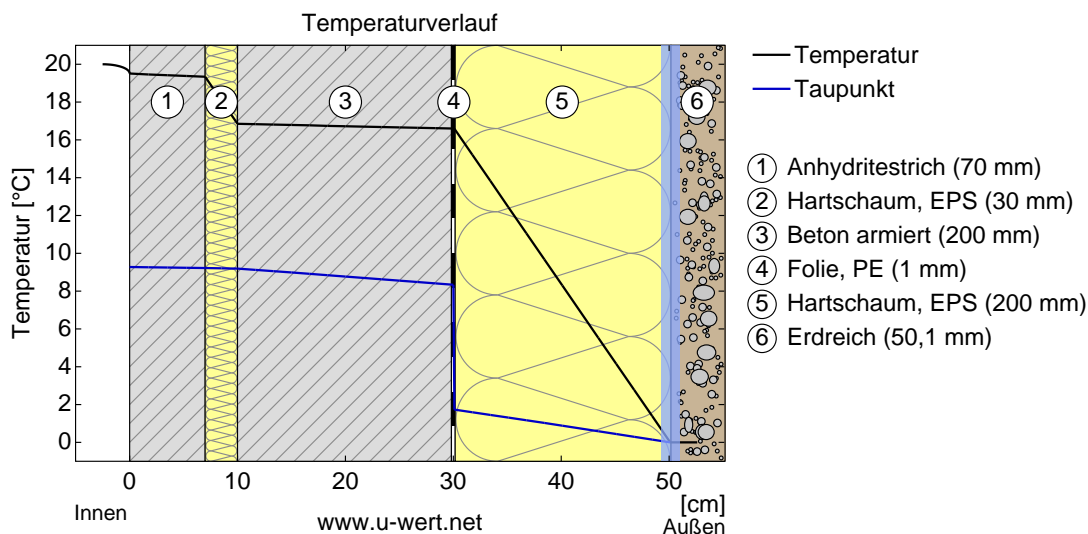 Temperaturverlauf
Temperatur
Taupunkt
Temperatur [°C]
20
18
16
14
12
10
8
6
4
2
0
1
2
3
4
5
6
1 Anhydritestrich (70 mm)
2 Hartschaum, EPS (30 mm)
3 Beton armiert (200 mm)
4 Folie, PE (1 mm)
5 Hartschaum, EPS (200 mm)
6 Erdreich (50,1 mm)
0 10 20 30 40 50 [cm]
Innen www.u-wert.net Außen